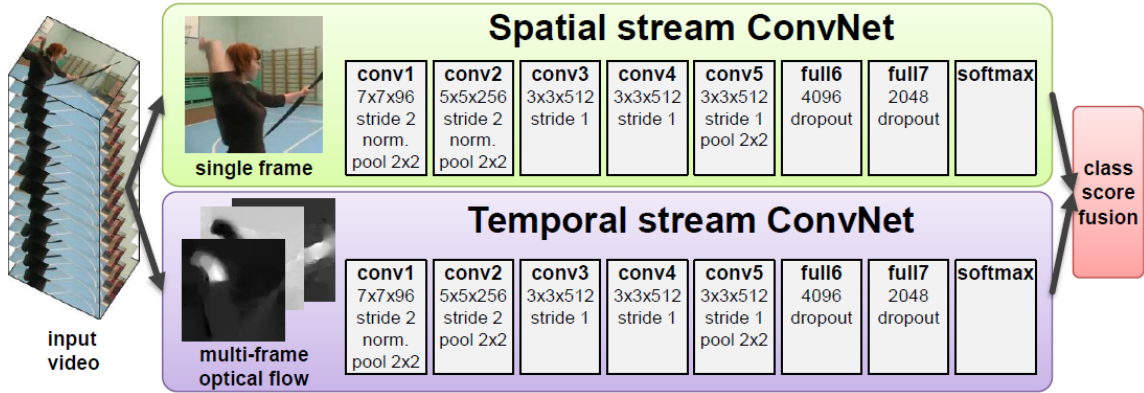 Spatial stream ConvNet
conv1
7x7x96
stride 2
norm.
pool 2x2
conv2
5x5x256
stride 2
norm.
pool 2x2
conv3
3x3x512
stride 1
conv4
3x3x512
stride 1
conv5
3x3x512
stride 1
pool 2x2
full6
4096
dropout
full7
2048
dropout
softmax
single frame
Temporal stream ConvNet
conv1
7x7x96
stride 2
norm.
pool 2x2
conv2
5x5x256
stride 2
pool 2x2
conv3
3x3x512
stride 1
conv4
3x3x512
stride 1
conv5
3x3x512
stride 1
pool 2x2
full6
4096
dropout
full7
2048
dropout
softmax
multi-frame
optical flow
input
video
class
score
fusion